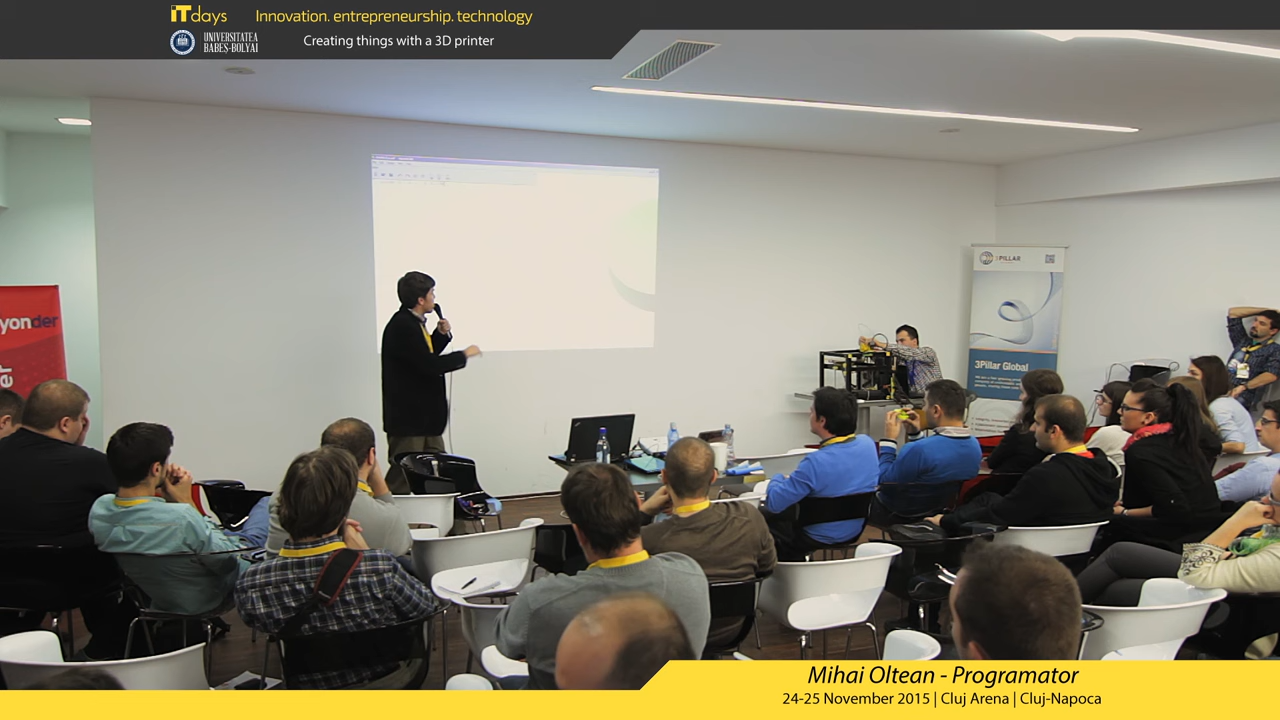 iTdays
Innovation. entrepreneurship. technology
UNIVERSITATEA
BABEȘ-BOLYAI
Creating things with a 3D printer
yonder
3PILLAR
3Pillar Global
Mihai Oltean - Programator
24-25 November 2015 | Cluj Arena | Cluj-Napoca